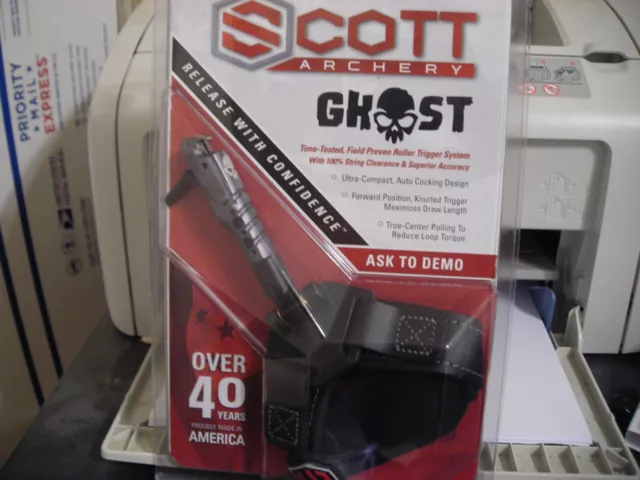 PRIORITY
★ MAIL ★
EXPRESS™
SCOTT
ARCHERY
GHOST
RELEASE WITH CONFIDENCE™
Time-Tested, Field Proven Roller Trigger System
With 100% String Clearance & Superior Accuracy
Ultra-Compact, Auto Cocking Design
Forward Position, Knurled Trigger
Maximizes Draw Length
True-Center Pulling To
Reduce Loop Torque
ASK TO DEMO
OVER
40
YEARS
PROUDLY MADE IN
AMERICA